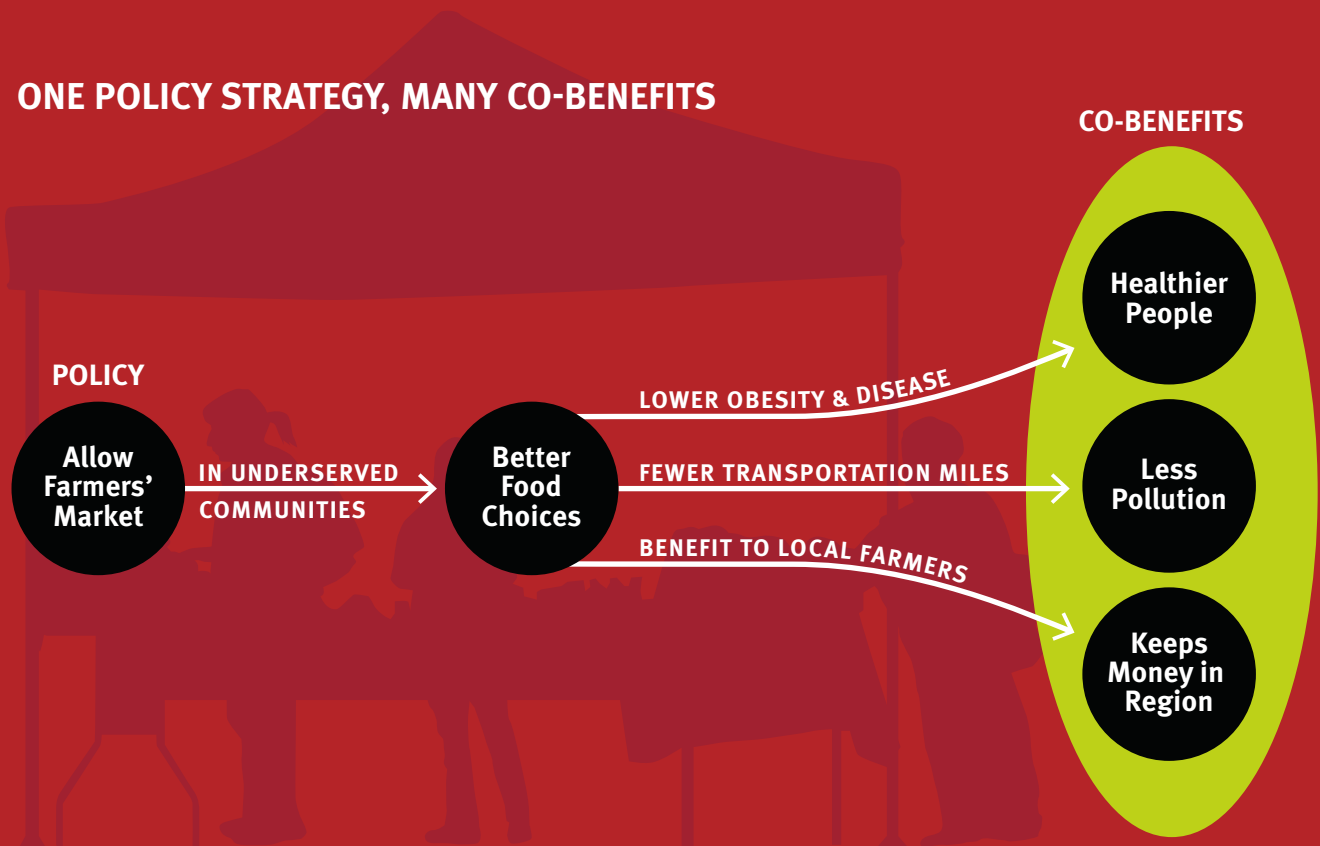 ONE POLICY STRATEGY, MANY CO-BENEFITS
POLICY
Allow
Farmers’
Market
IN UNDERSERVED
COMMUNITIES
Better
Food
Choices
LOWER OBESITY & DISEASE
FEWER TRANSPORTATION MILES
BENEFIT TO LOCAL FARMERS
CO-BENEFITS
Healthier
People
Less
Pollution
Keeps
Money in
Region